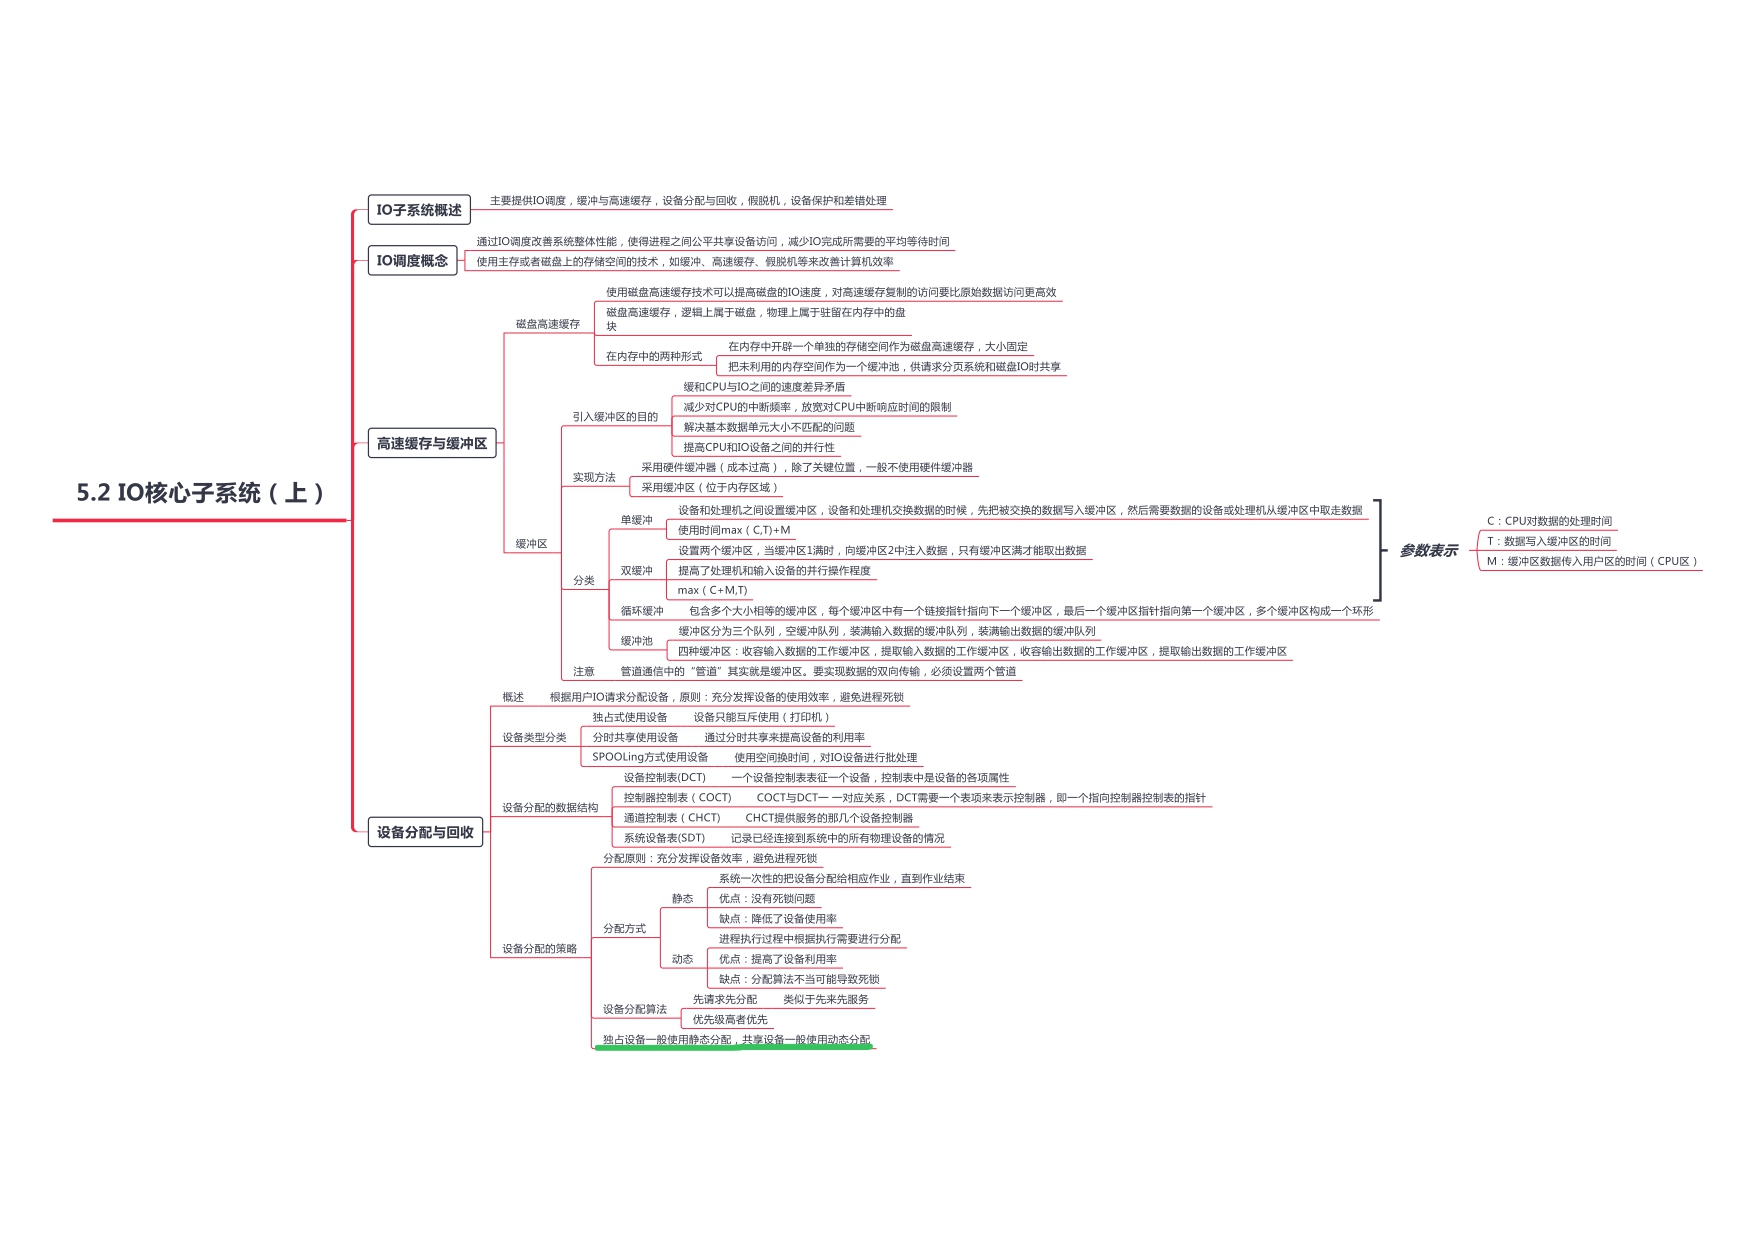 5.2 IO核心子系统（上）
IO子系统概述
主要提供IO调度，缓冲与高速缓存，设备分配与回收，假脱机，设备保护和差错处理
IO调度概念
通过IO调度改善系统整体性能，使得进程之间公平共享设备访问，减少IO完成所需要的平均等待时间
使用主存或者磁盘上的存储空间的技术，如缓冲、高速缓存、假脱机等来改善计算机效率
高速缓存与缓冲区
磁盘高速缓存
使用磁盘高速缓存技术可以提高磁盘的IO速度，对高速缓存复制的访问要比原始数据访问更高效
磁盘高速缓存，逻辑上属于磁盘，物理上属于驻留在内存中的盘
块
在内存中的两种形式
在内存中开辟一个单独的存储空间作为磁盘高速缓存，大小固定
把未利用的内存空间作为一个缓冲池，供请求分页系统和磁盘IO时共享
缓冲区
引入缓冲区的目的
缓和CPU与IO之间的速度差异矛盾
减少对CPU的中断频率，放宽对CPU中断响应时间的限制
解决基本数据单元大小不匹配的问题
提高CPU和IO设备之间的并行性
实现方法
采用硬件缓冲器（成本过高），除了关键位置，一般不使用硬件缓冲器
采用缓冲区（位于内存区域）
分类
单缓冲
设备和处理机之间设置缓冲区，设备和处理机交换数据的时候，先把被交换的数据写入缓冲区，然后需要数据的设备或处理机从缓冲区中取走数据
使用时间max（C,T)+M
双缓冲
设置两个缓冲区，当缓冲区1满时，向缓冲区2中注入数据，只有缓冲区满才能取出数据
提高了处理机和输入设备的并行操作程度
max（C+M,T)
循环缓冲
包含多个大小相等的缓冲区，每个缓冲区中有一个链接指针指向下一个缓冲区，最后一个缓冲区指针指向第一个缓冲区，多个缓冲区构成一个环形
缓冲池
缓冲区分为三个队列，空缓冲队列，装满输入数据的缓冲队列，装满输出数据的缓冲队列
四种缓冲区：收容输入数据的工作缓冲区，提取输入数据的工作缓冲区，收容输出数据的工作缓冲区，提取输出数据的工作缓冲区
参数表示
C：CPU对数据的处理时间
T：数据写入缓冲区的时间
M：缓冲区数据传入用户区的时间（CPU区）
注意
管道通信中的“管道”其实就是缓冲区。要实现数据的双向传输，必须设置两个管道
设备分配与回收
概述
根据用户IO请求分配设备，原则：充分发挥设备的使用效率，避免进程死锁
设备类型分类
独占式使用设备
设备只能互斥使用（打印机）
分时共享使用设备
通过分时共享来提高设备的利用率
SPOOLing方式使用设备
使用空间换时间，对IO设备进行批处理
设备分配的数据结构
设备控制表(DCT)
一个设备控制表表征一个设备，控制表中是设备的各项属性
控制器控制表（COCT)
COCT与DCT一 一对应关系，DCT需要一个表项来表示控制器，即一个指向控制器控制表的指针
通道控制表（CHCT)
CHCT提供服务的那几个设备控制器
系统设备表(SDT)
记录已经连接到系统中的所有物理设备的情况
设备分配的策略
分配原则：充分发挥设备效率，避免进程死锁
分配方式
静态
系统一次性的把设备分配给相应作业，直到作业结束
优点：没有死锁问题
缺点：降低了设备使用率
动态
进程执行过程中根据执行需要进行分配
优点：提高了设备利用率
缺点：分配算法不当可能导致死锁
设备分配算法
先请求先分配
类似于先来先服务
优先级高者优先
独占设备一般使用静态分配，共享设备一般使用动态分配